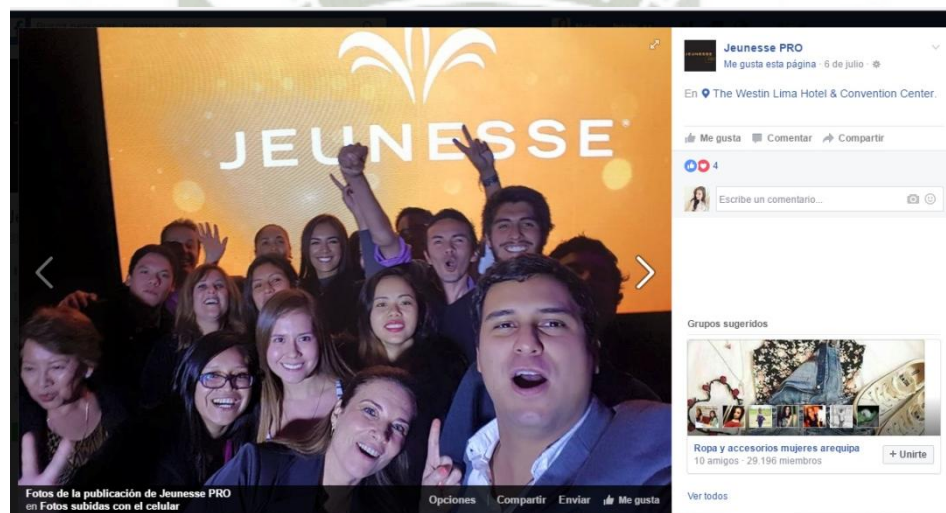 JEUNESSE
Jeunesse PRO
Me gusta esta página · 6 de julio ·
En The Westin Lima Hotel & Convention Center.
Me gusta Comentar Compartir
4
Escribe un comentario...
Grupos sugeridos
Ropa y accesorios mujeres arequipa
10 amigos · 29.196 miembros
+ Unirte
Ver todos
Fotos de la publicación de Jeunesse PRO
en Fotos subidas con el celular
Opciones Compartir Enviar Me gusta